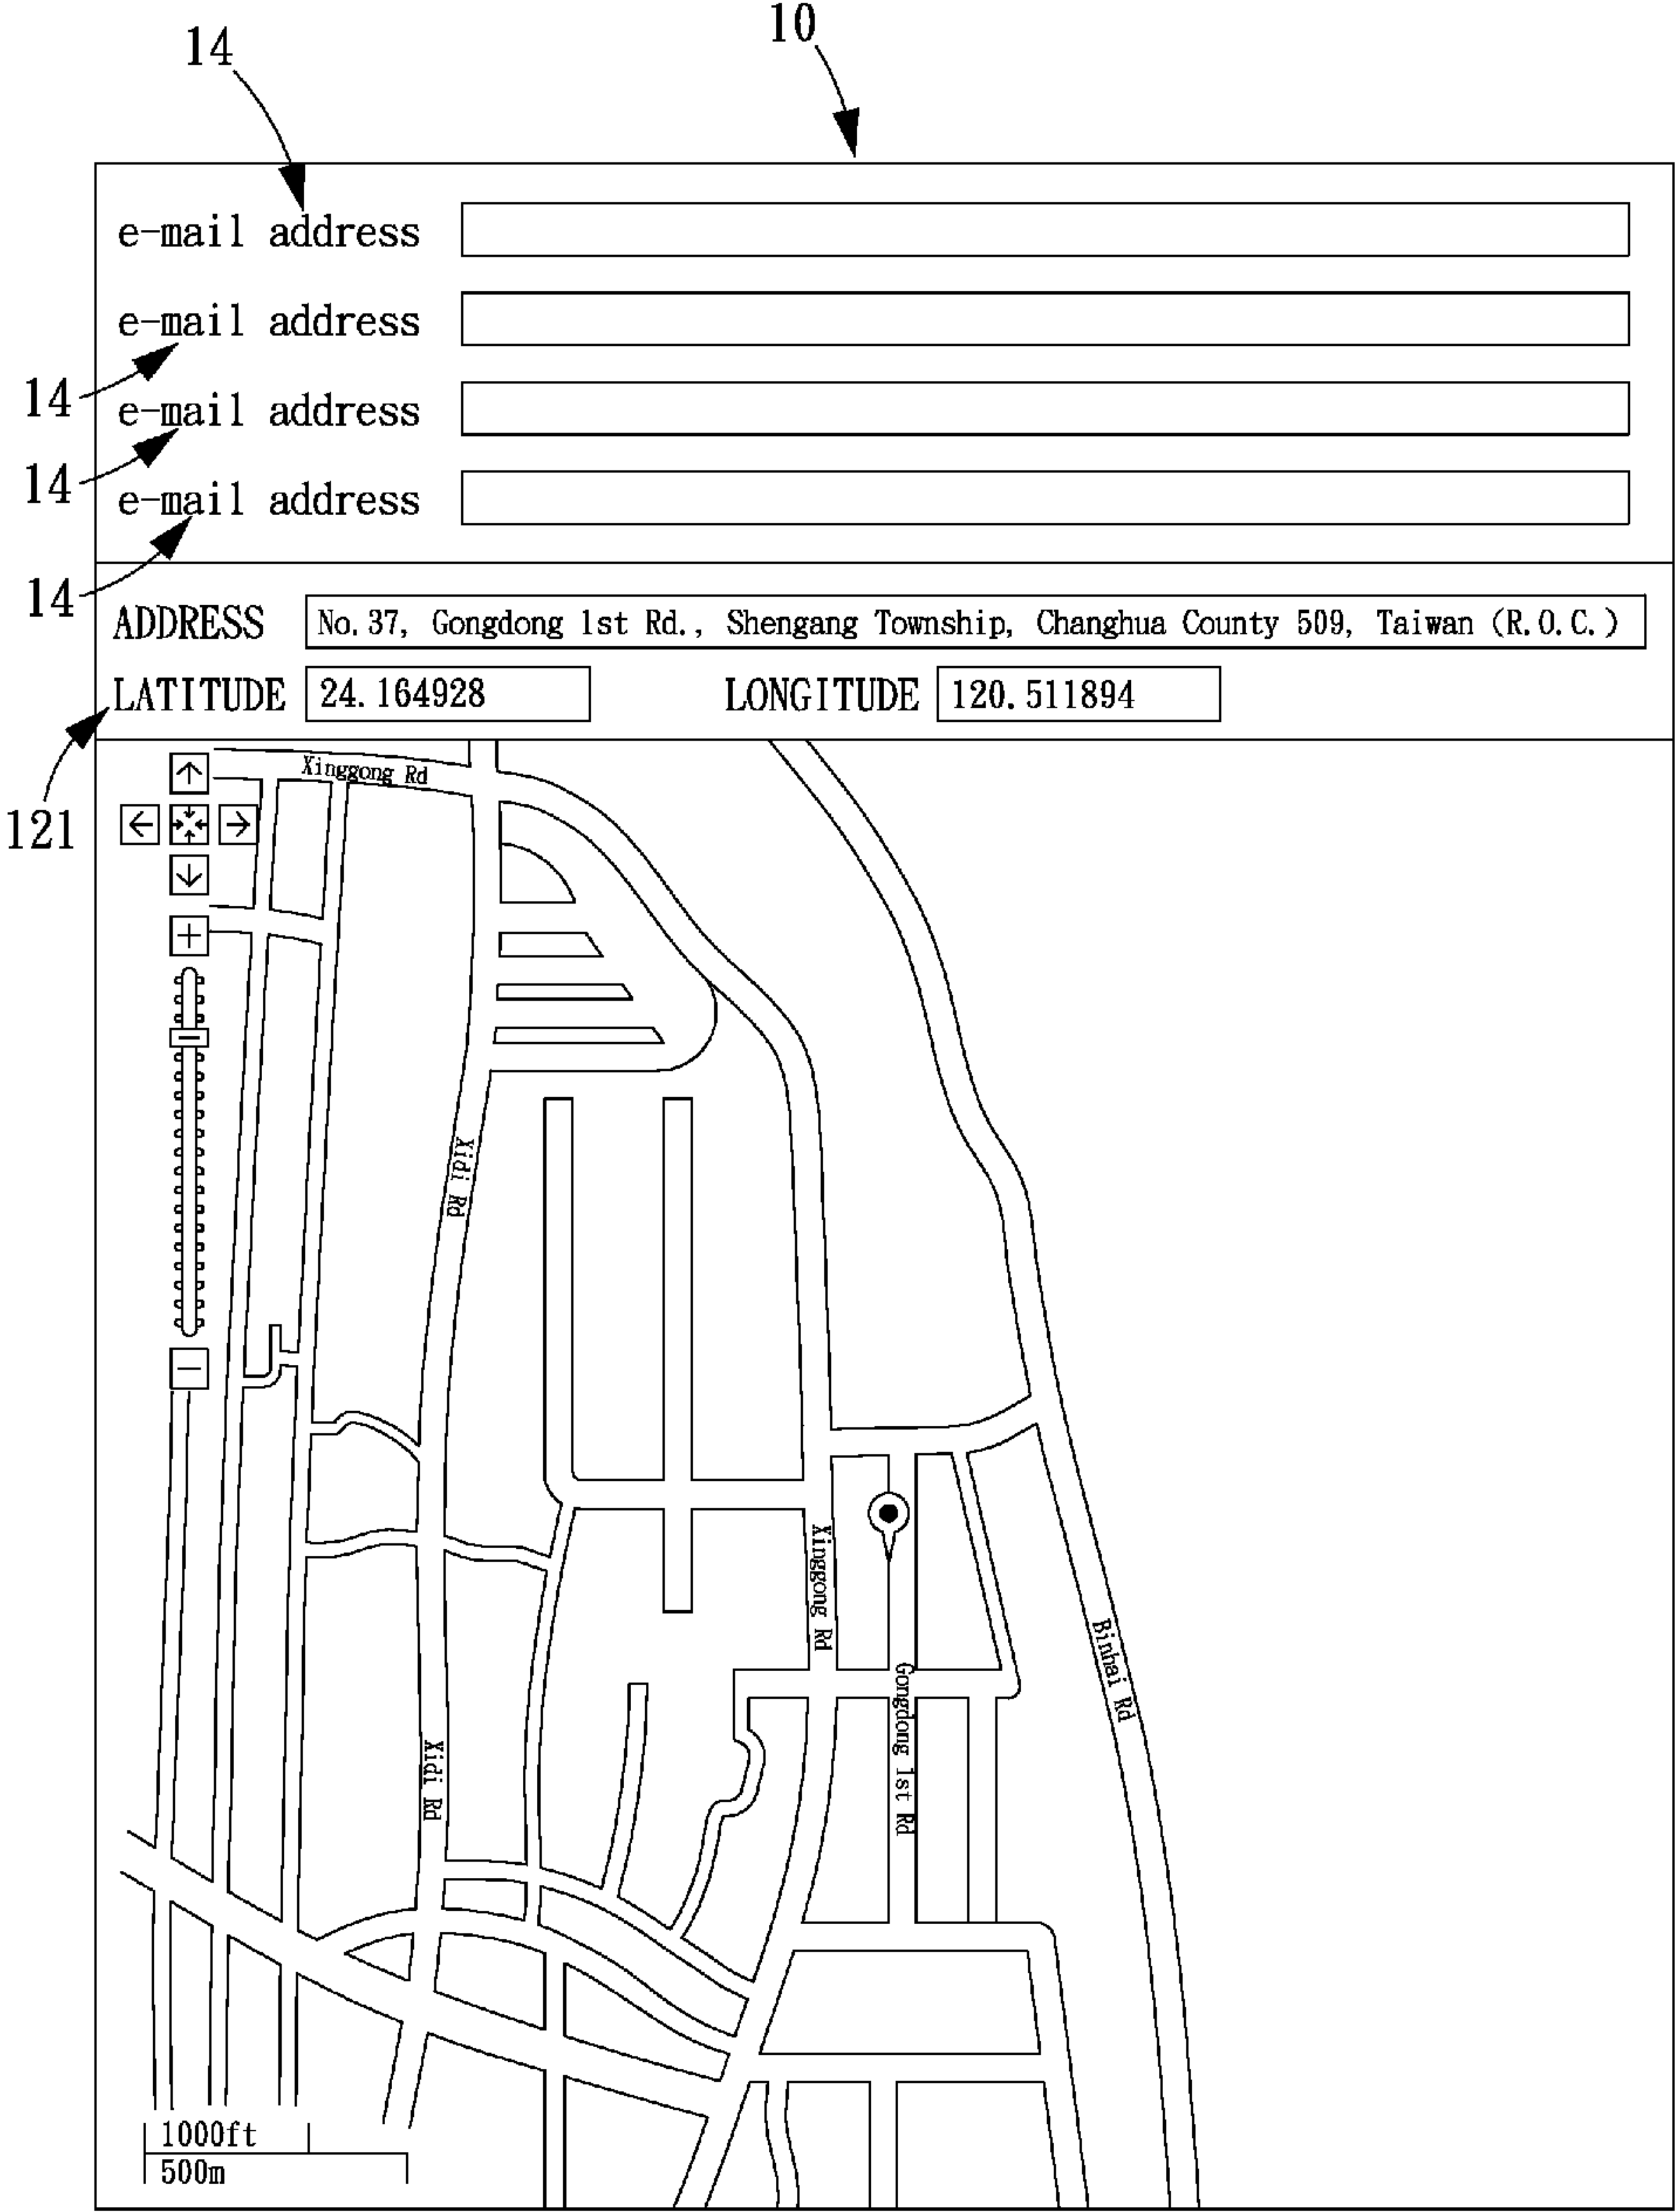 10
14
e-mail address
e-mail address
14
e-mail address
14
e-mail address
14
ADDRESS No.37, Gongdong 1st Rd., Shengang Township, Changhua County 509, Taiwan (R.O.C.)
LATITUDE 24.164928 LONGITUDE 120.511894
121
Xinggong Rd
Xidi Rd
Xinggong Rd
Binhai Rd
Gongdong 1st Rd
Xidi Rd
1000ft
500m